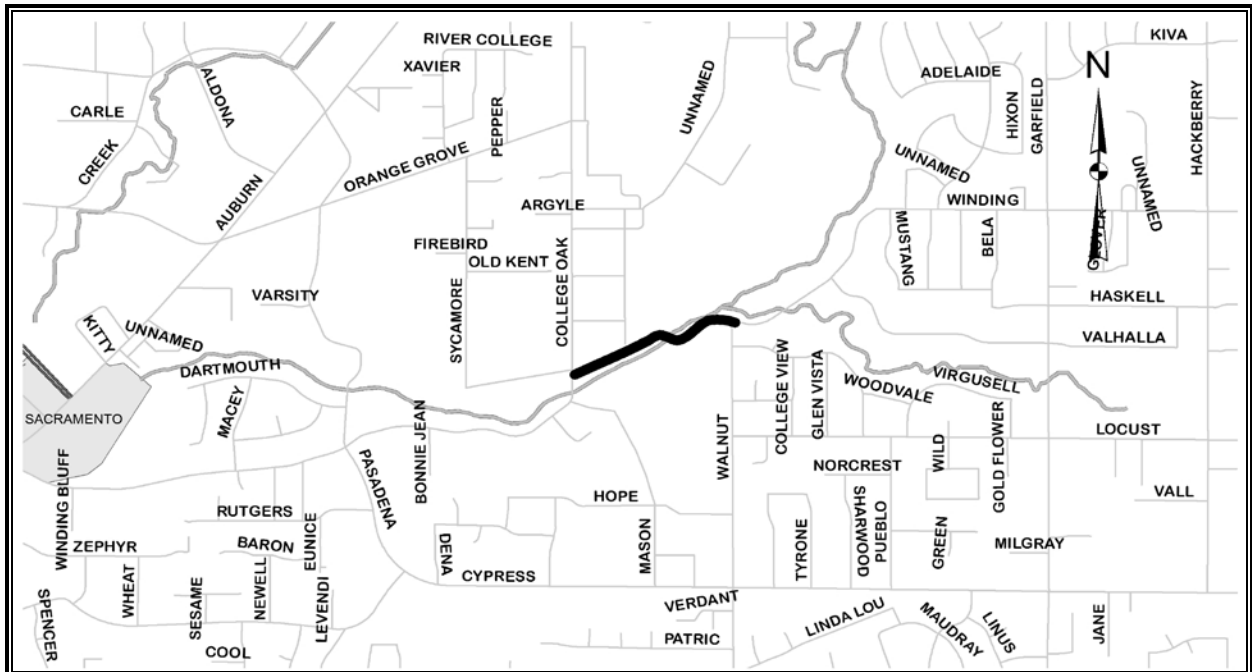 RIVER COLLEGE
KIVA
XAVIER
N
ALDONA
ADELAIDE
CARLE
PEPPER
UNNAMED
HIXON
GARFIELD
HACKBERRY
CREEK
ORANGE GROVE
UNNAMED
UNNAMED
AUBURN
ARGYLE
WINDING
FIREBIRD
OLD KENT
COLLEGE OAK
MUSTANG
BELA
GLOVER
VARSITY
HASKELL
SYCAMORE
KITTY
UNNAMED
VALHALLA
DARTMOUTH
COLLEGE VIEW
GLEN VISTA
WOODVALE
VIRGUSELL
MACEY
SACRAMENTO
BONNIE JEAN
WALNUT
LOCUST
PASADENA
WILD
GOLD FLOWER
NORCREST
WINDING BLUFF
HOPE
VALL
RUTGERS
EUNICE
SHARWOOD
PUEBLO
ZEPHYR
BARON
DENA
MASON
TYRONE
GREEN
MILGRAY
CYPRESS
WHEAT
SESAME
NEWELL
LEVENDI
VERDANT
SPENCER
LINDA LOU
MAUDRAY
LINUS
JANE
COOL
PATRIC